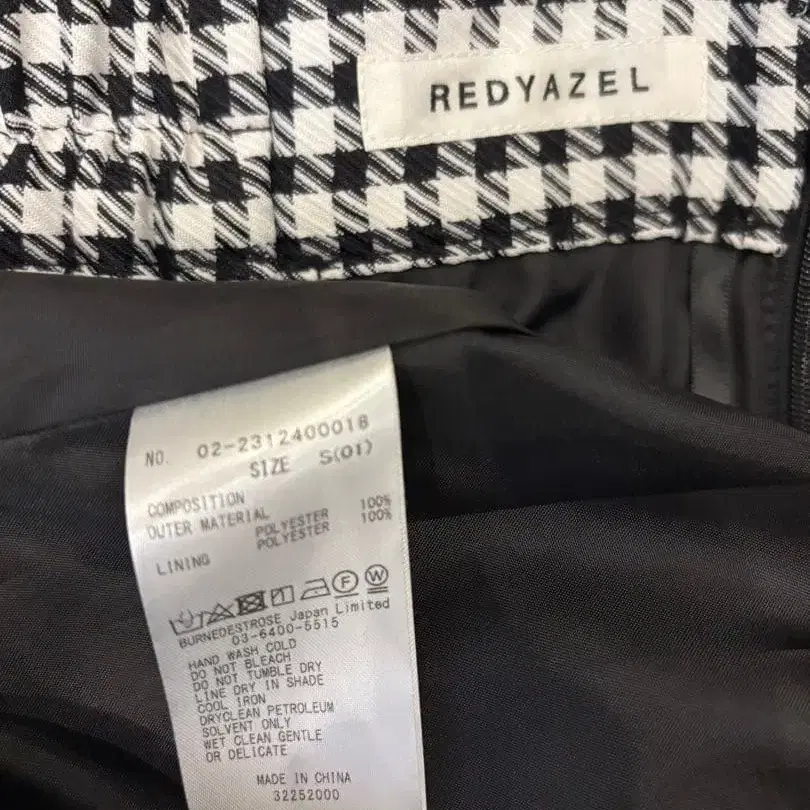 REDYAZEL
NO. 02-2312400018
SIZE S(01)
COMPOSITION
OUTER MATERIAL
POLYESTER 100%
LINING POLYESTER 100%
BURNEDESTROSE Japan Limited
03-6400-5515
HAND WASH COLD
DO NOT BLEACH
DO NOT TUMBLE DRY
LINE DRY IN SHADE
COOL IRON
DRYCLEAN PETROLEUM
SOLVENT ONLY
WET CLEAN GENTLE
OR DELICATE
MADE IN CHINA
32252000